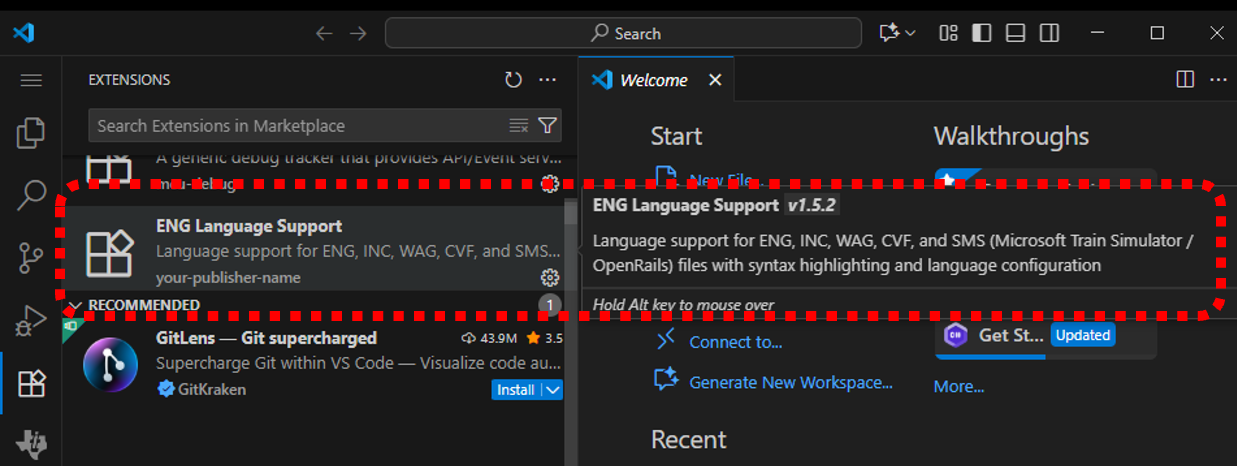 Search
EXTENSIONS
Welcome
Search Extensions in Marketplace
Start
Walkthroughs
A generic debug tracker that provides API/Event serv...
mcu-debug
New File...
ENG Language Support
Language support for ENG, INC, WAG, CVF, and SMS...
your-publisher-name
ENG Language Support v1.5.2
Language support for ENG, INC, WAG, CVF, and SMS (Microsoft Train Simulator /
OpenRails) files with syntax highlighting and language configuration
Hold Alt key to mouse over
RECOMMENDED
1
GitLens — Git supercharged
43.9M
3.5
Supercharge Git within VS Code — Visualize code au...
GitKraken
Install
Connect to...
Generate New Workspace...
Get St...
Updated
More...
Recent